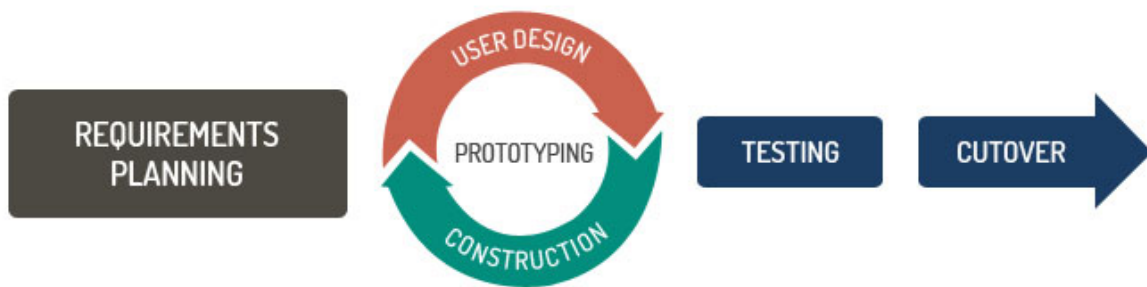 REQUIREMENTS
PLANNING
USER DESIGN
PROTOTYPING
CONSTRUCTION
TESTING
CUTOVER